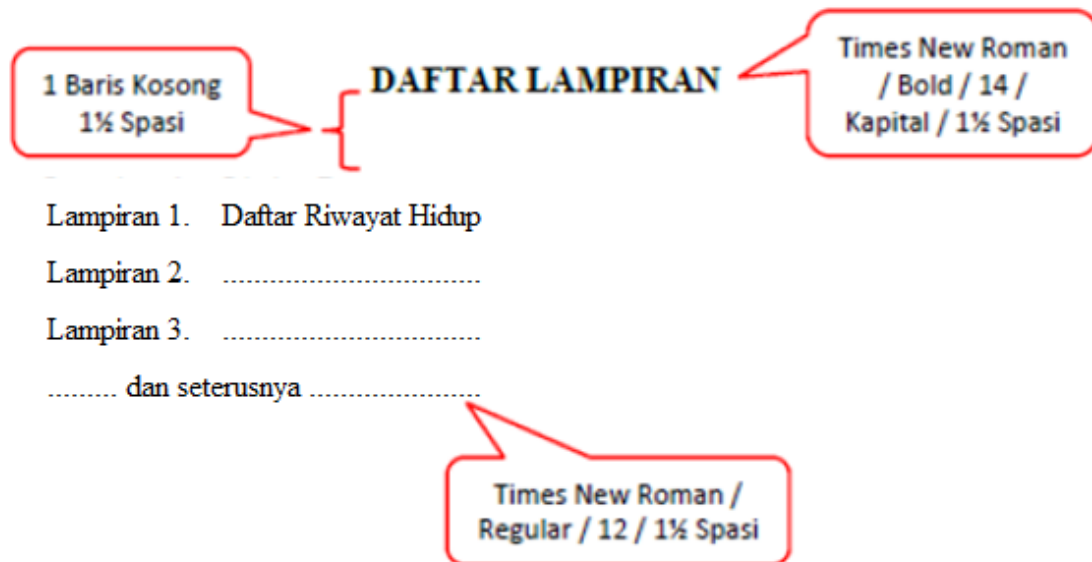 1 Baris Kosong
1½ Spasi
DAFTAR LAMPIRAN
Times New Roman
/ Bold / 14 /
Kapital / 1½ Spasi
Lampiran 1. Daftar Riwayat Hidup
Lampiran 2. ..................................
Lampiran 3. ..................................
......... dan seterusnya .......................
Times New Roman /
Regular / 12 / 1½ Spasi